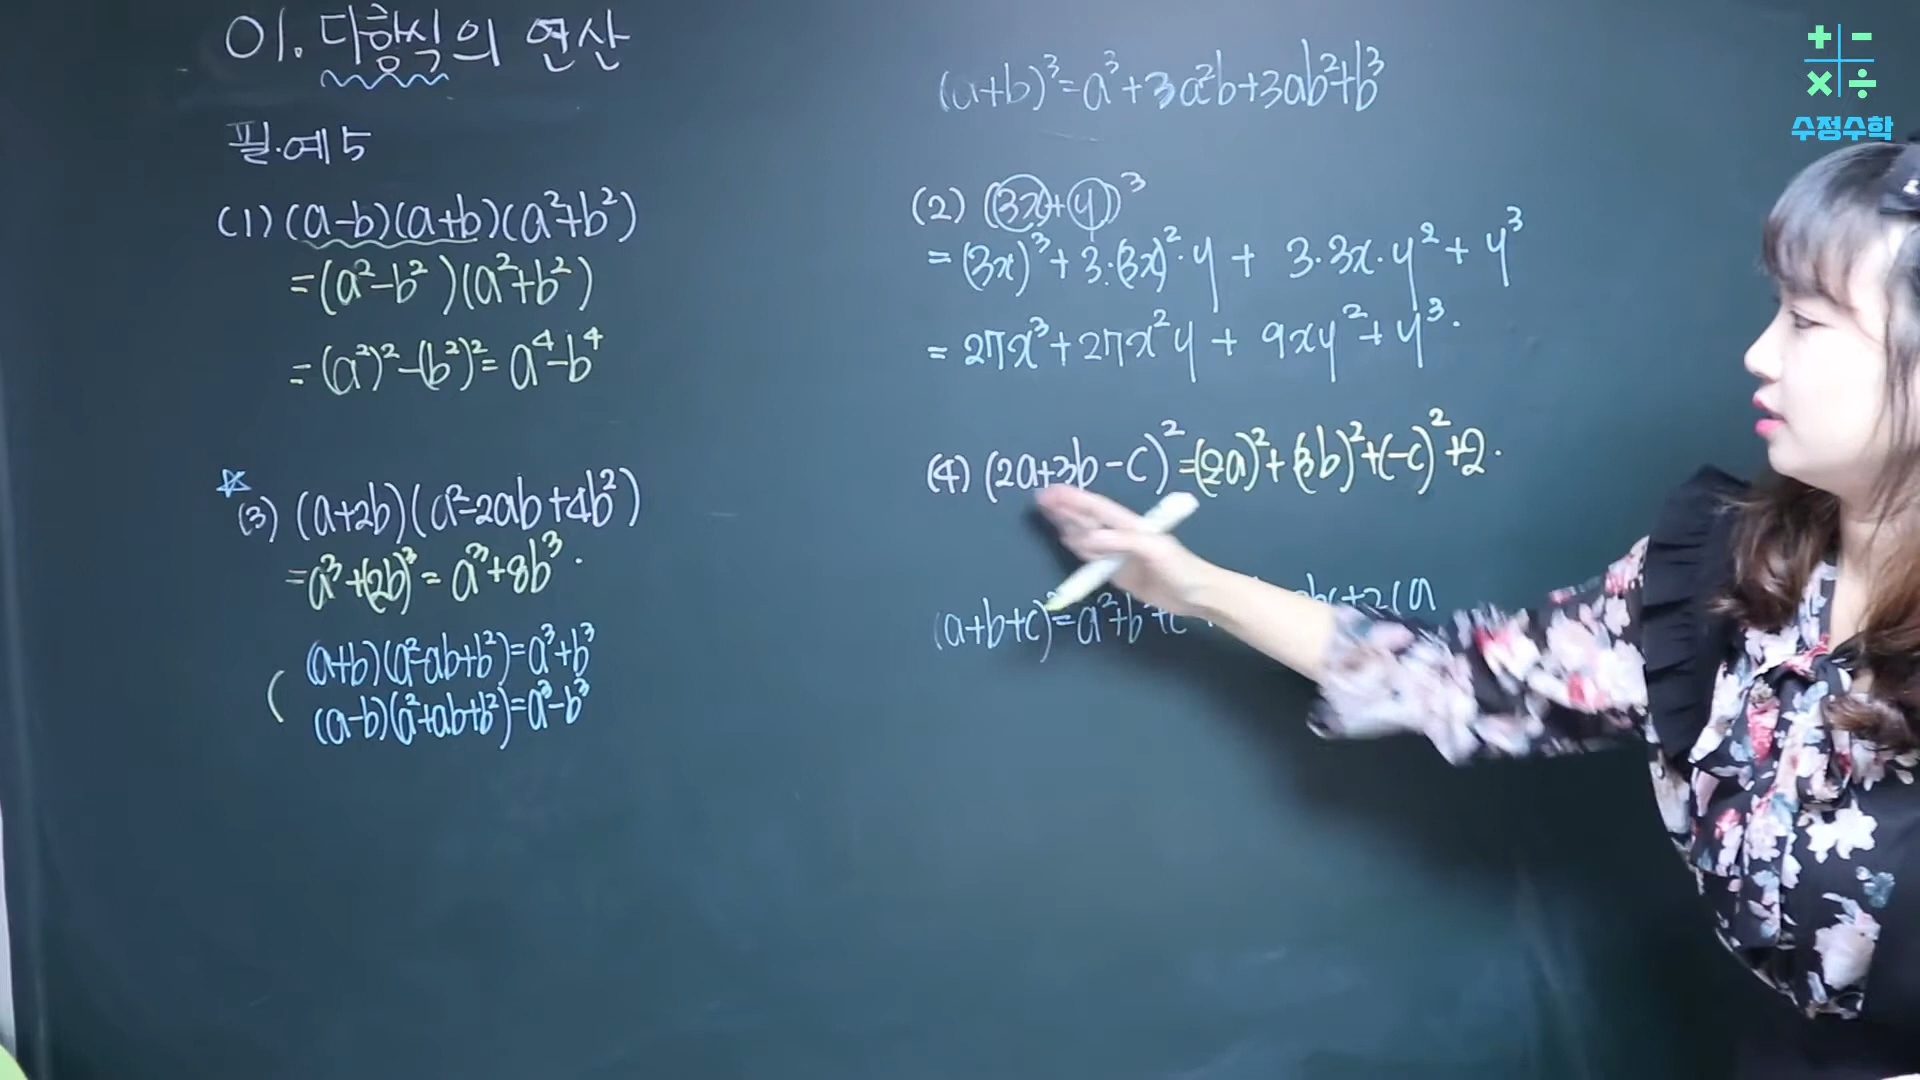 01. 다항식의 연산
필.예 5
(1) (a-b)(a+b)(a²+b²)
=(a²-b²)(a²+b²)
=(a²)²-(b²)²=a⁴-b⁴
☆
(3) (a+2b)(a²-2ab+4b²)
=a³+(2b)³=a³+8b³.
(a+b)(a²-ab+b²)=a³+b³
(a-b)(a²+ab+b²)=a³-b³
(a+b)³=a³+3a²b+3ab²+b³
(2) (3x+y)³
=(3x)³+3·(3x)²·y+3·3x·y²+y³
=27x³+27x²y+9xy²+y³.
(4) (2a+3b-c)²=(2a)²+(3b)²+(-c)²+2·
(a+b+c)²=a²+b²+c²
+2ca
수정수학